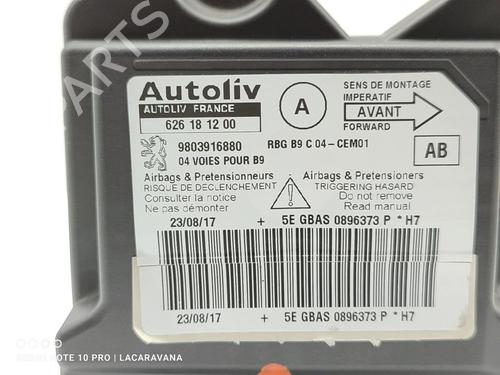 PARTS
Autoliv
AUTOLIV FRANCE
626 18 12 00
A
SENS DE MONTAGE
IMPERATIF
AVANT
FORWARD
9803916880
RBG B9 C 04-CEM01
04 VOIES POUR B9
AB
Airbags & Pretensionneurs
RISQUE DE DECLENCHEMENT
Consulter la notice
Ne pas démonter
Airbags & Pretensioners
TRIGGERING HASARD
Do not remove
Read manual
23/08/17 + 5E GBAS 0896373 P * H7
23/08/17 + 5E GBAS 0896373 P * H7
NOTE 10 PRO | LACARAVANA